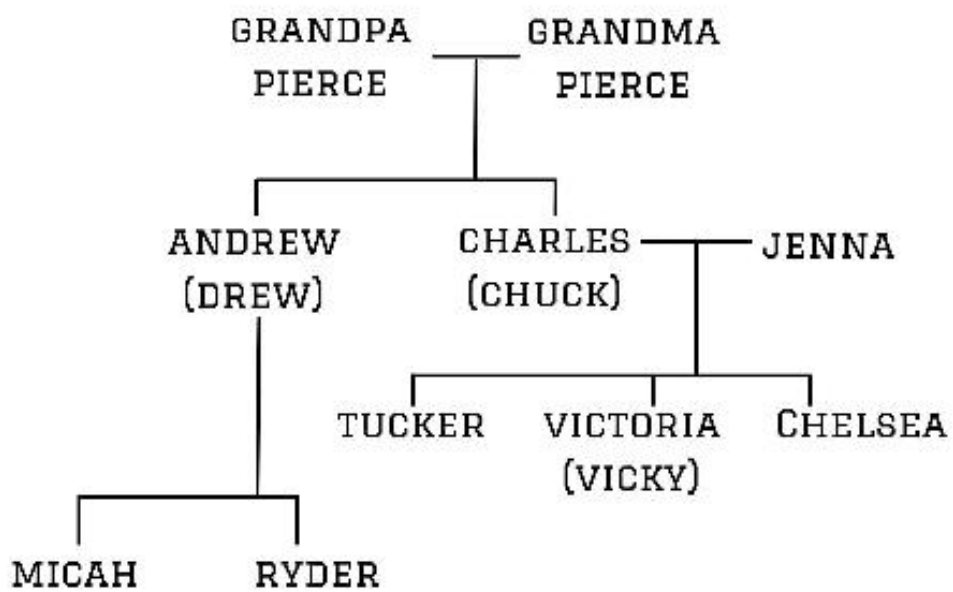 GRANDPA PIERCE
GRANDMA PIERCE
ANDREW
(DREW)
CHARLES
(CHUCK)
JENNA
TUCKER
VICTORIA
(VICKY)
CHELSEA
MICAH
RYDER